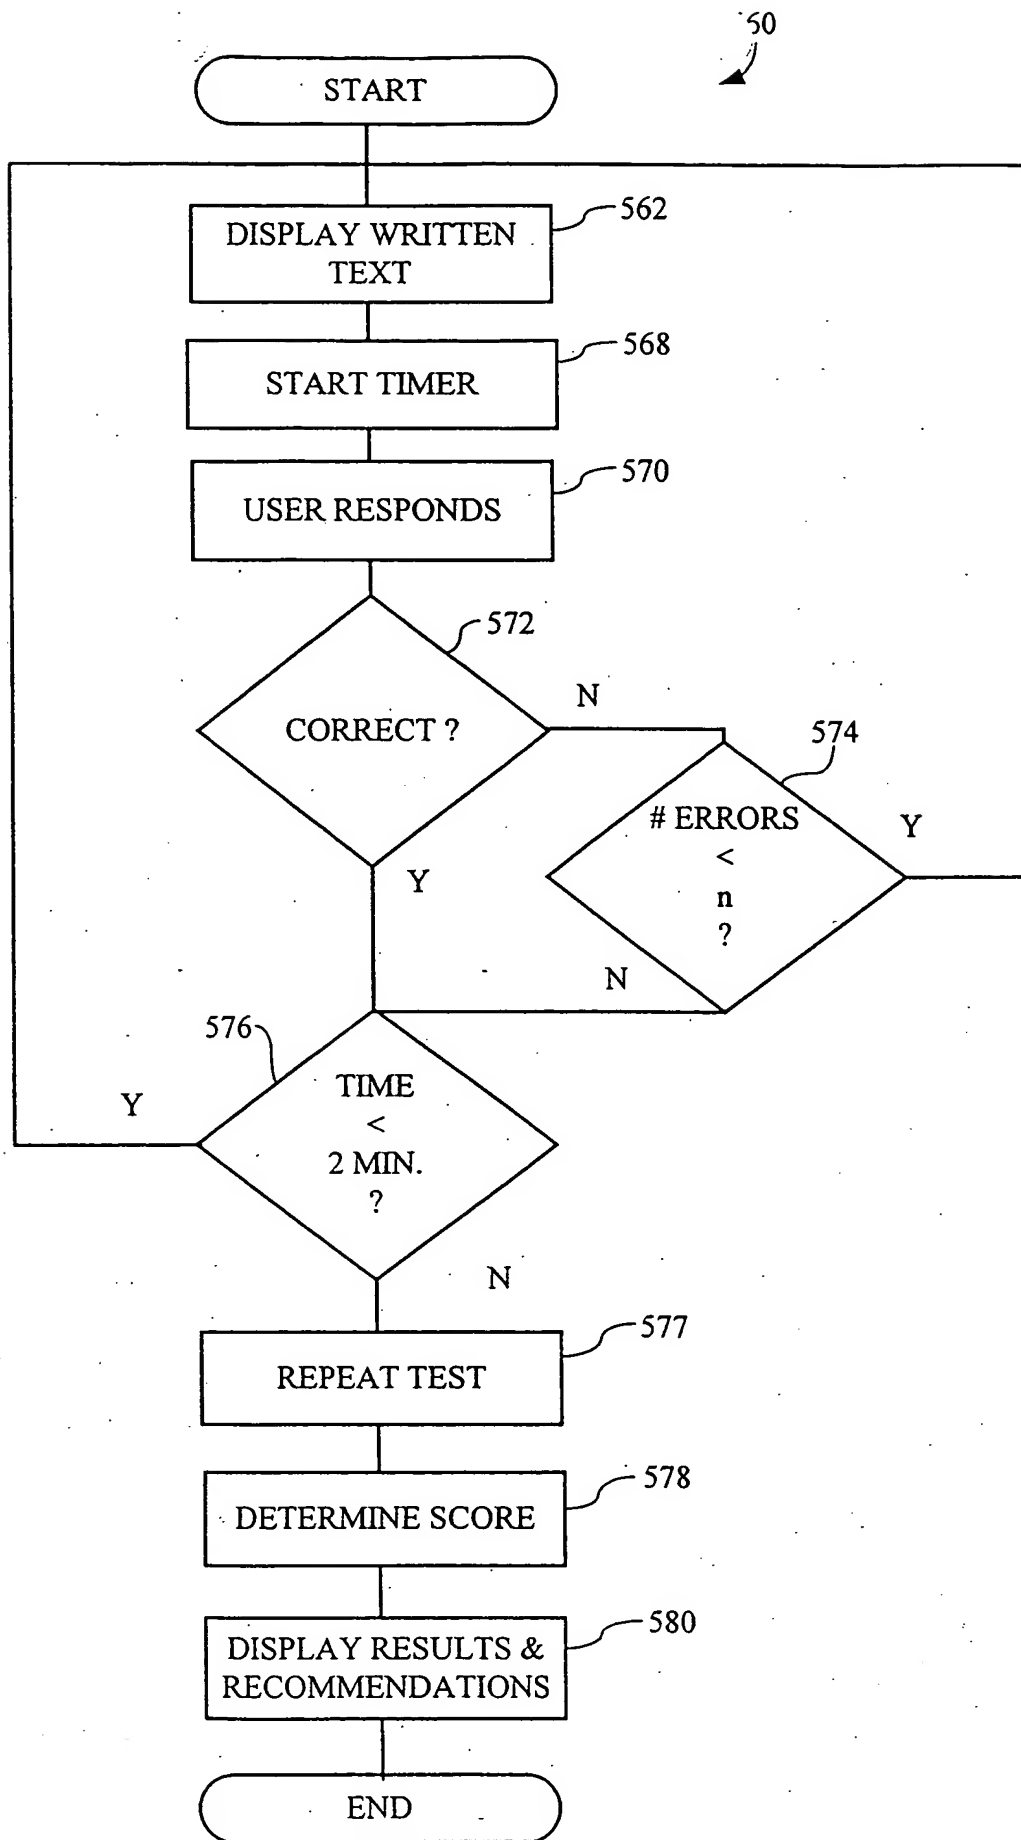 60
START
562
DISPLAY WRITTEN
TEXT
568
START TIMER
570
USER RESPONDS
572
CORRECT ?
N
574
# ERRORS
<
n
?
Y
Y
N
576
TIME
<
2 MIN.
?
Y
N
577
REPEAT TEST
578
DETERMINE SCORE
580
DISPLAY RESULTS &
RECOMMENDATIONS
END